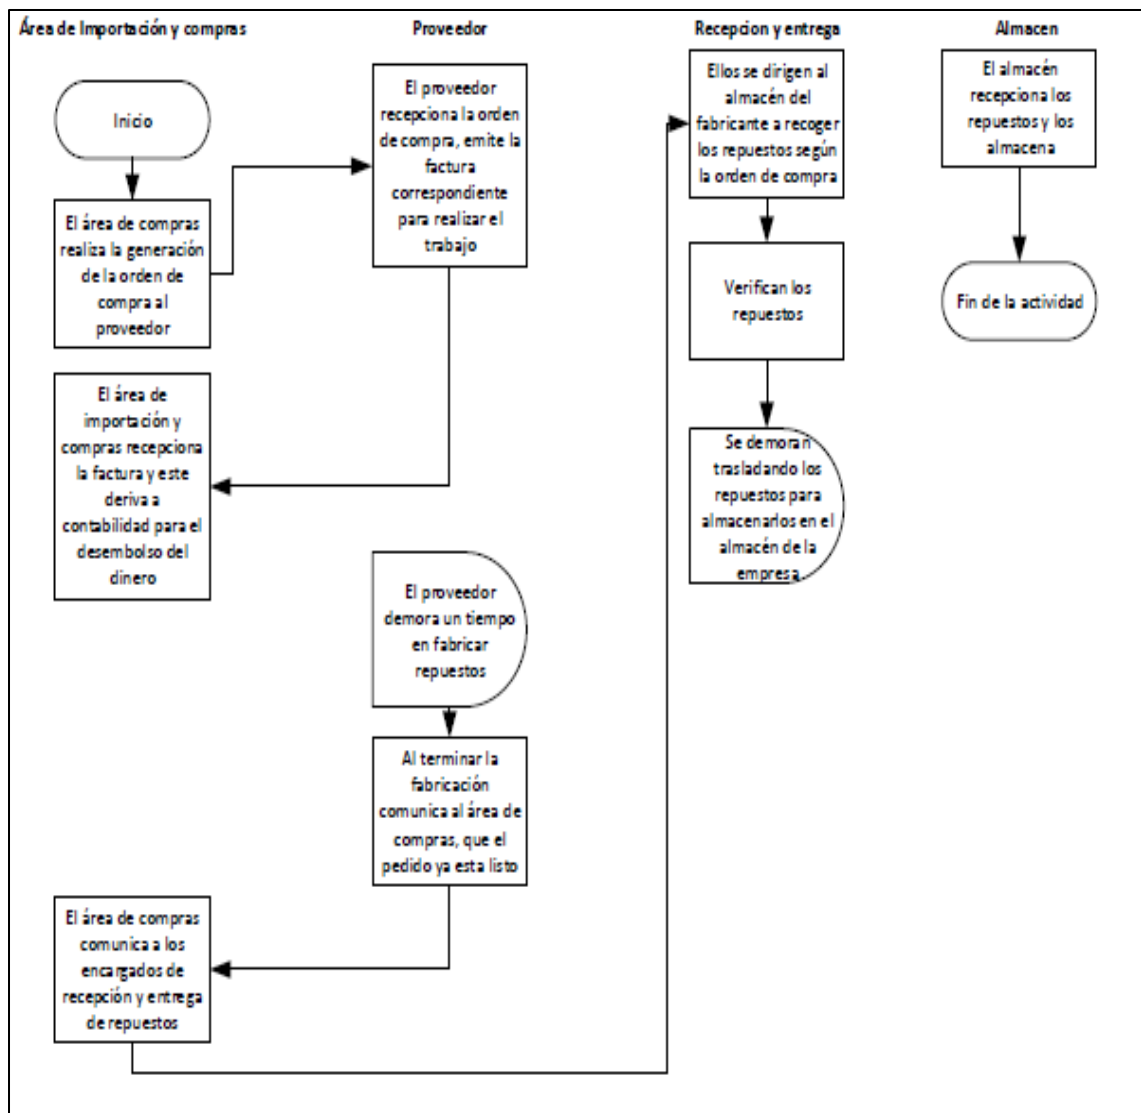 Área de Importación y compras
Proveedor
Recepcion y entrega
Almacen
Inicio
El área de compras
realiza la generación
de la orden de
compra al
proveedor
El proveedor
recepciona la orden
de compra, emite la
factura
correspondiente
para realizar el
trabajo
El área de
importación y
compras recepciona
la factura y este
deriva a
contabilidad para el
desembolso del
dinero
El proveedor
demora un tiempo
en fabricar
repuestos
Al terminar la
fabricación
comunica al área de
compras, que el
pedido ya esta listo
El área de compras
comunica a los
encargados de
recepción y entrega
de repuestos
Ellos se dirigen al
almacén del
fabricante a recoger
los repuestos según
la orden de compra
Verifican los
repuestos
Se demoran
trasladando los
repuestos para
almacenarlos en el
almacén de la
empresa
El almacén
recepciona los
repuestos y los
almacena
Fin de la actividad